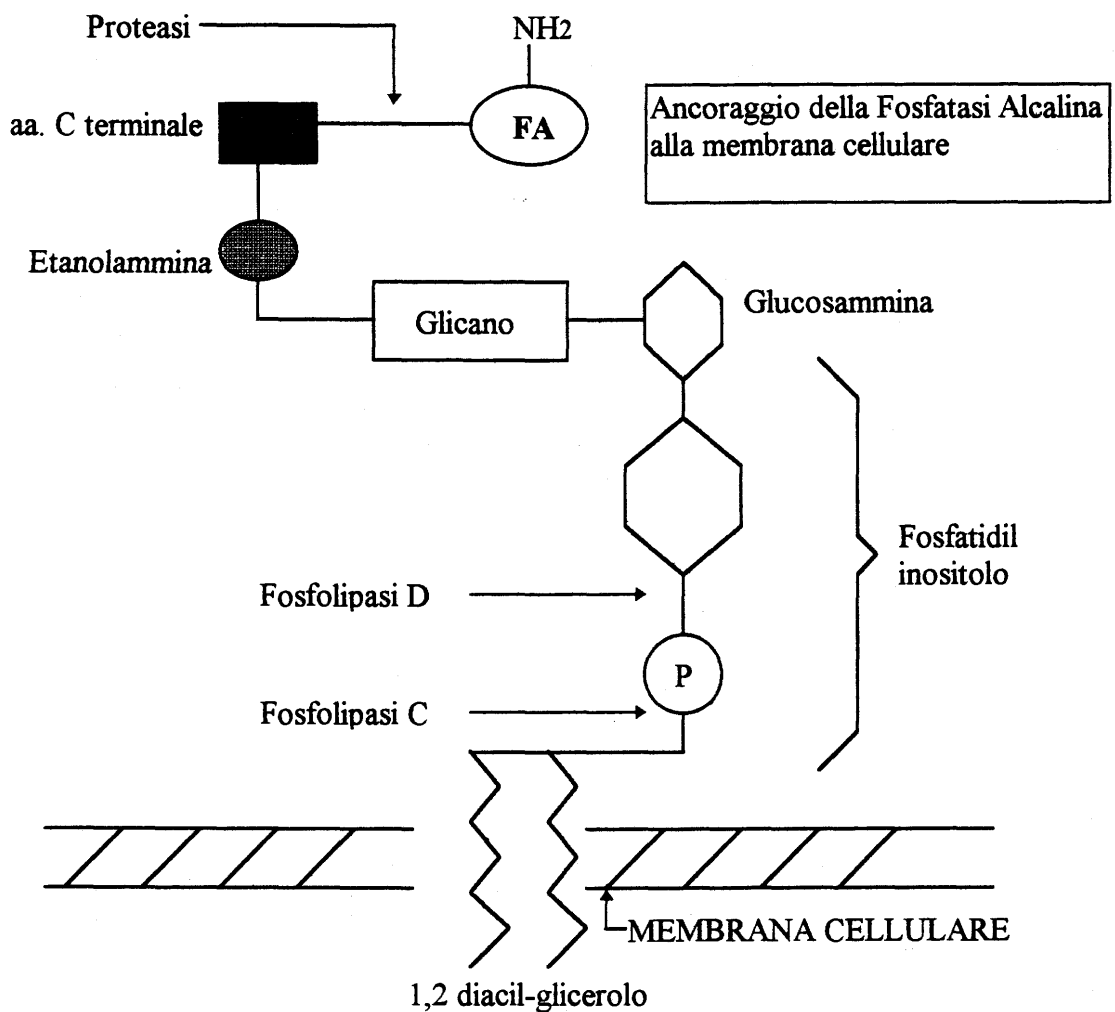 Proteasi
NH2
aa. C terminale
FA
Ancoraggio della Fosfatasi Alcalina
alla membrana cellulare
Etanolammina
Glicano
Glucosammina
Fosfatidil
inositolo
Fosfolipasi D
P
Fosfolipasi C
MEMBRANA CELLULARE
1,2 diacil-glicerolo